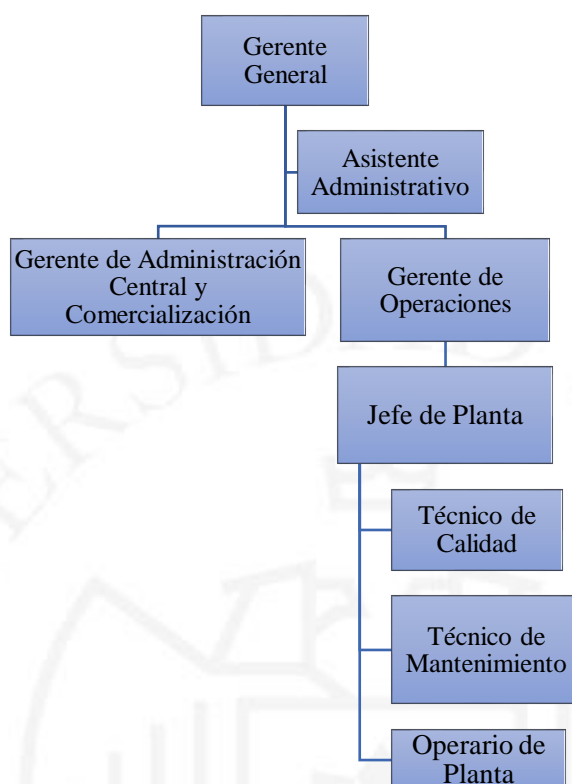 Gerente
General
Asistente
Administrativo
Gerente de Administración
Central y
Comercialización
Gerente de
Operaciones
Jefe de Planta
Técnico de
Calidad
Técnico de
Mantenimiento
Operario de
Planta